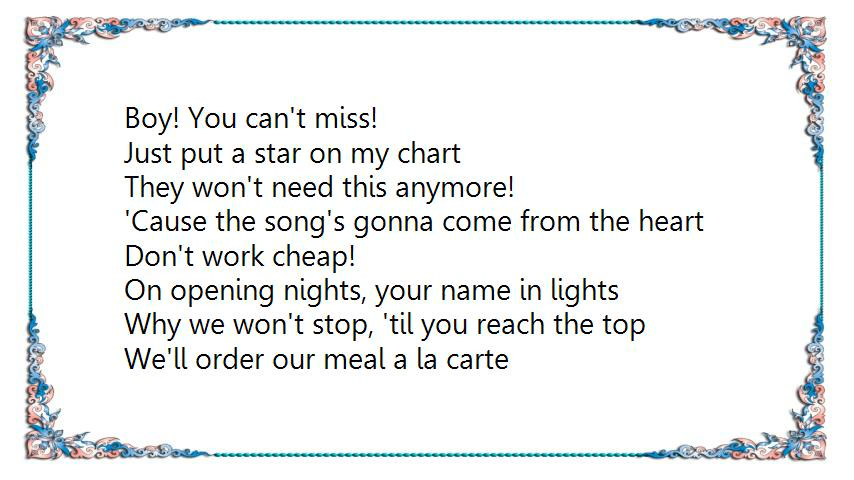 Boy! You can't miss!
Just put a star on my chart
They won't need this anymore!
'Cause the song's gonna come from the heart
Don't work cheap!
On opening nights, your name in lights
Why we won't stop, 'til you reach the top
We'll order our meal a la carte